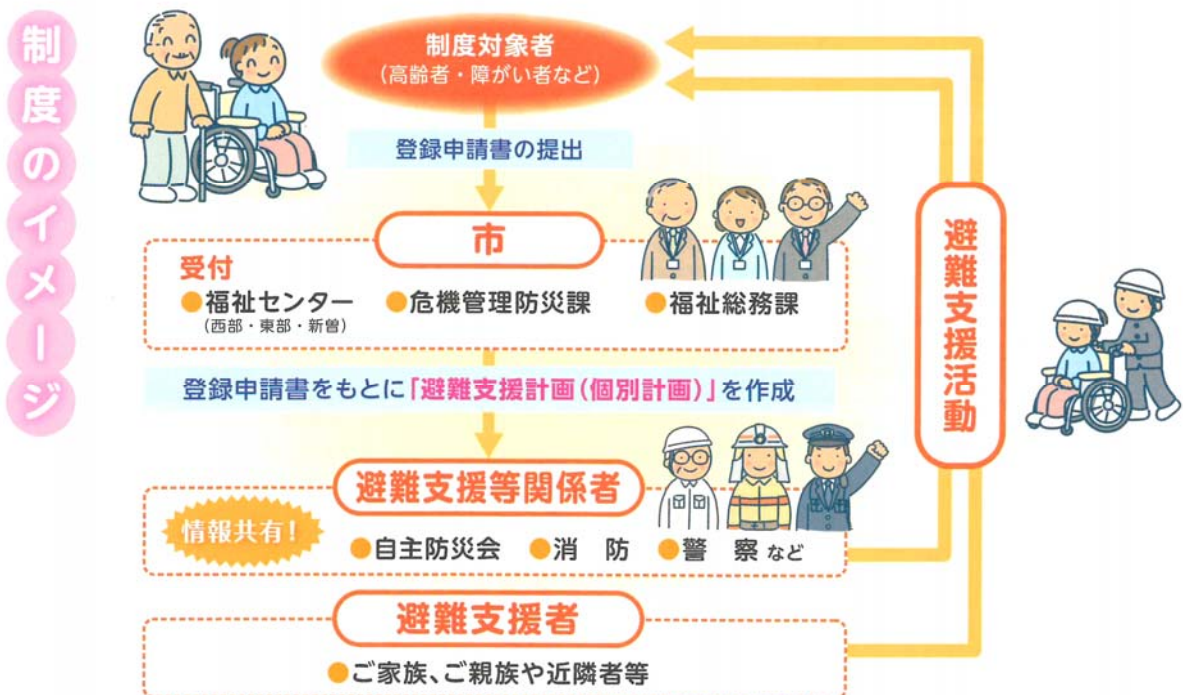 制度のイメージ
制度対象者
(高齢者・障がい者など)
登録申請書の提出
市
受付
●福祉センター
(西部・東部・新曽)
●危機管理防災課
●福祉総務課
登録申請書をもとに「避難支援計画(個別計画)」を作成
避難支援等関係者
情報共有!
●自主防災会 ●消 防 ●警 察 など
避難支援者
●ご家族、ご親族や近隣者等
避難支援活動